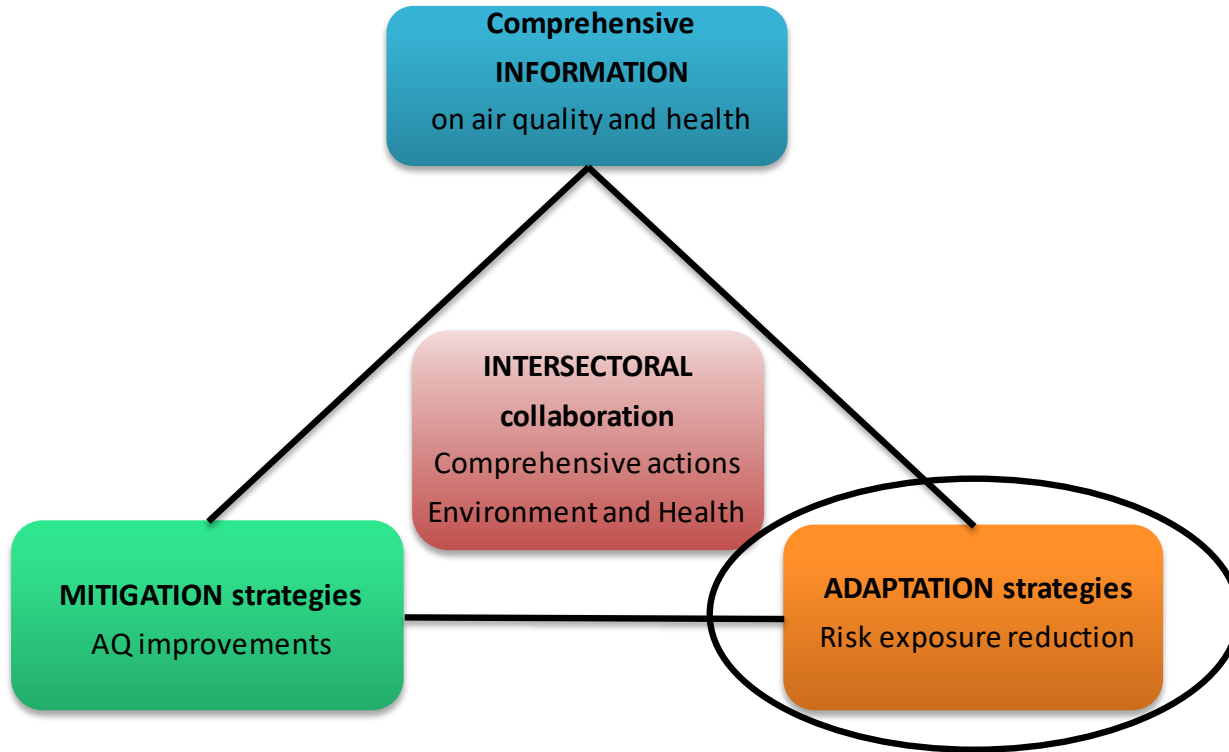 Comprehensive
INFORMATION
on air quality and health
INTERSECTORAL
collaboration
Comprehensive actions
Environment and Health
MITIGATION strategies
AQ improvements
ADAPTATION strategies
Risk exposure reduction